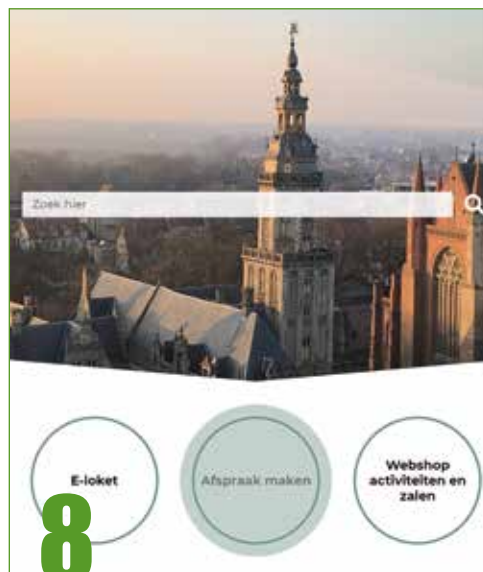 Zoek hier
E-loket
Afspraak maken
Webshop
activiteiten en
zalen
8